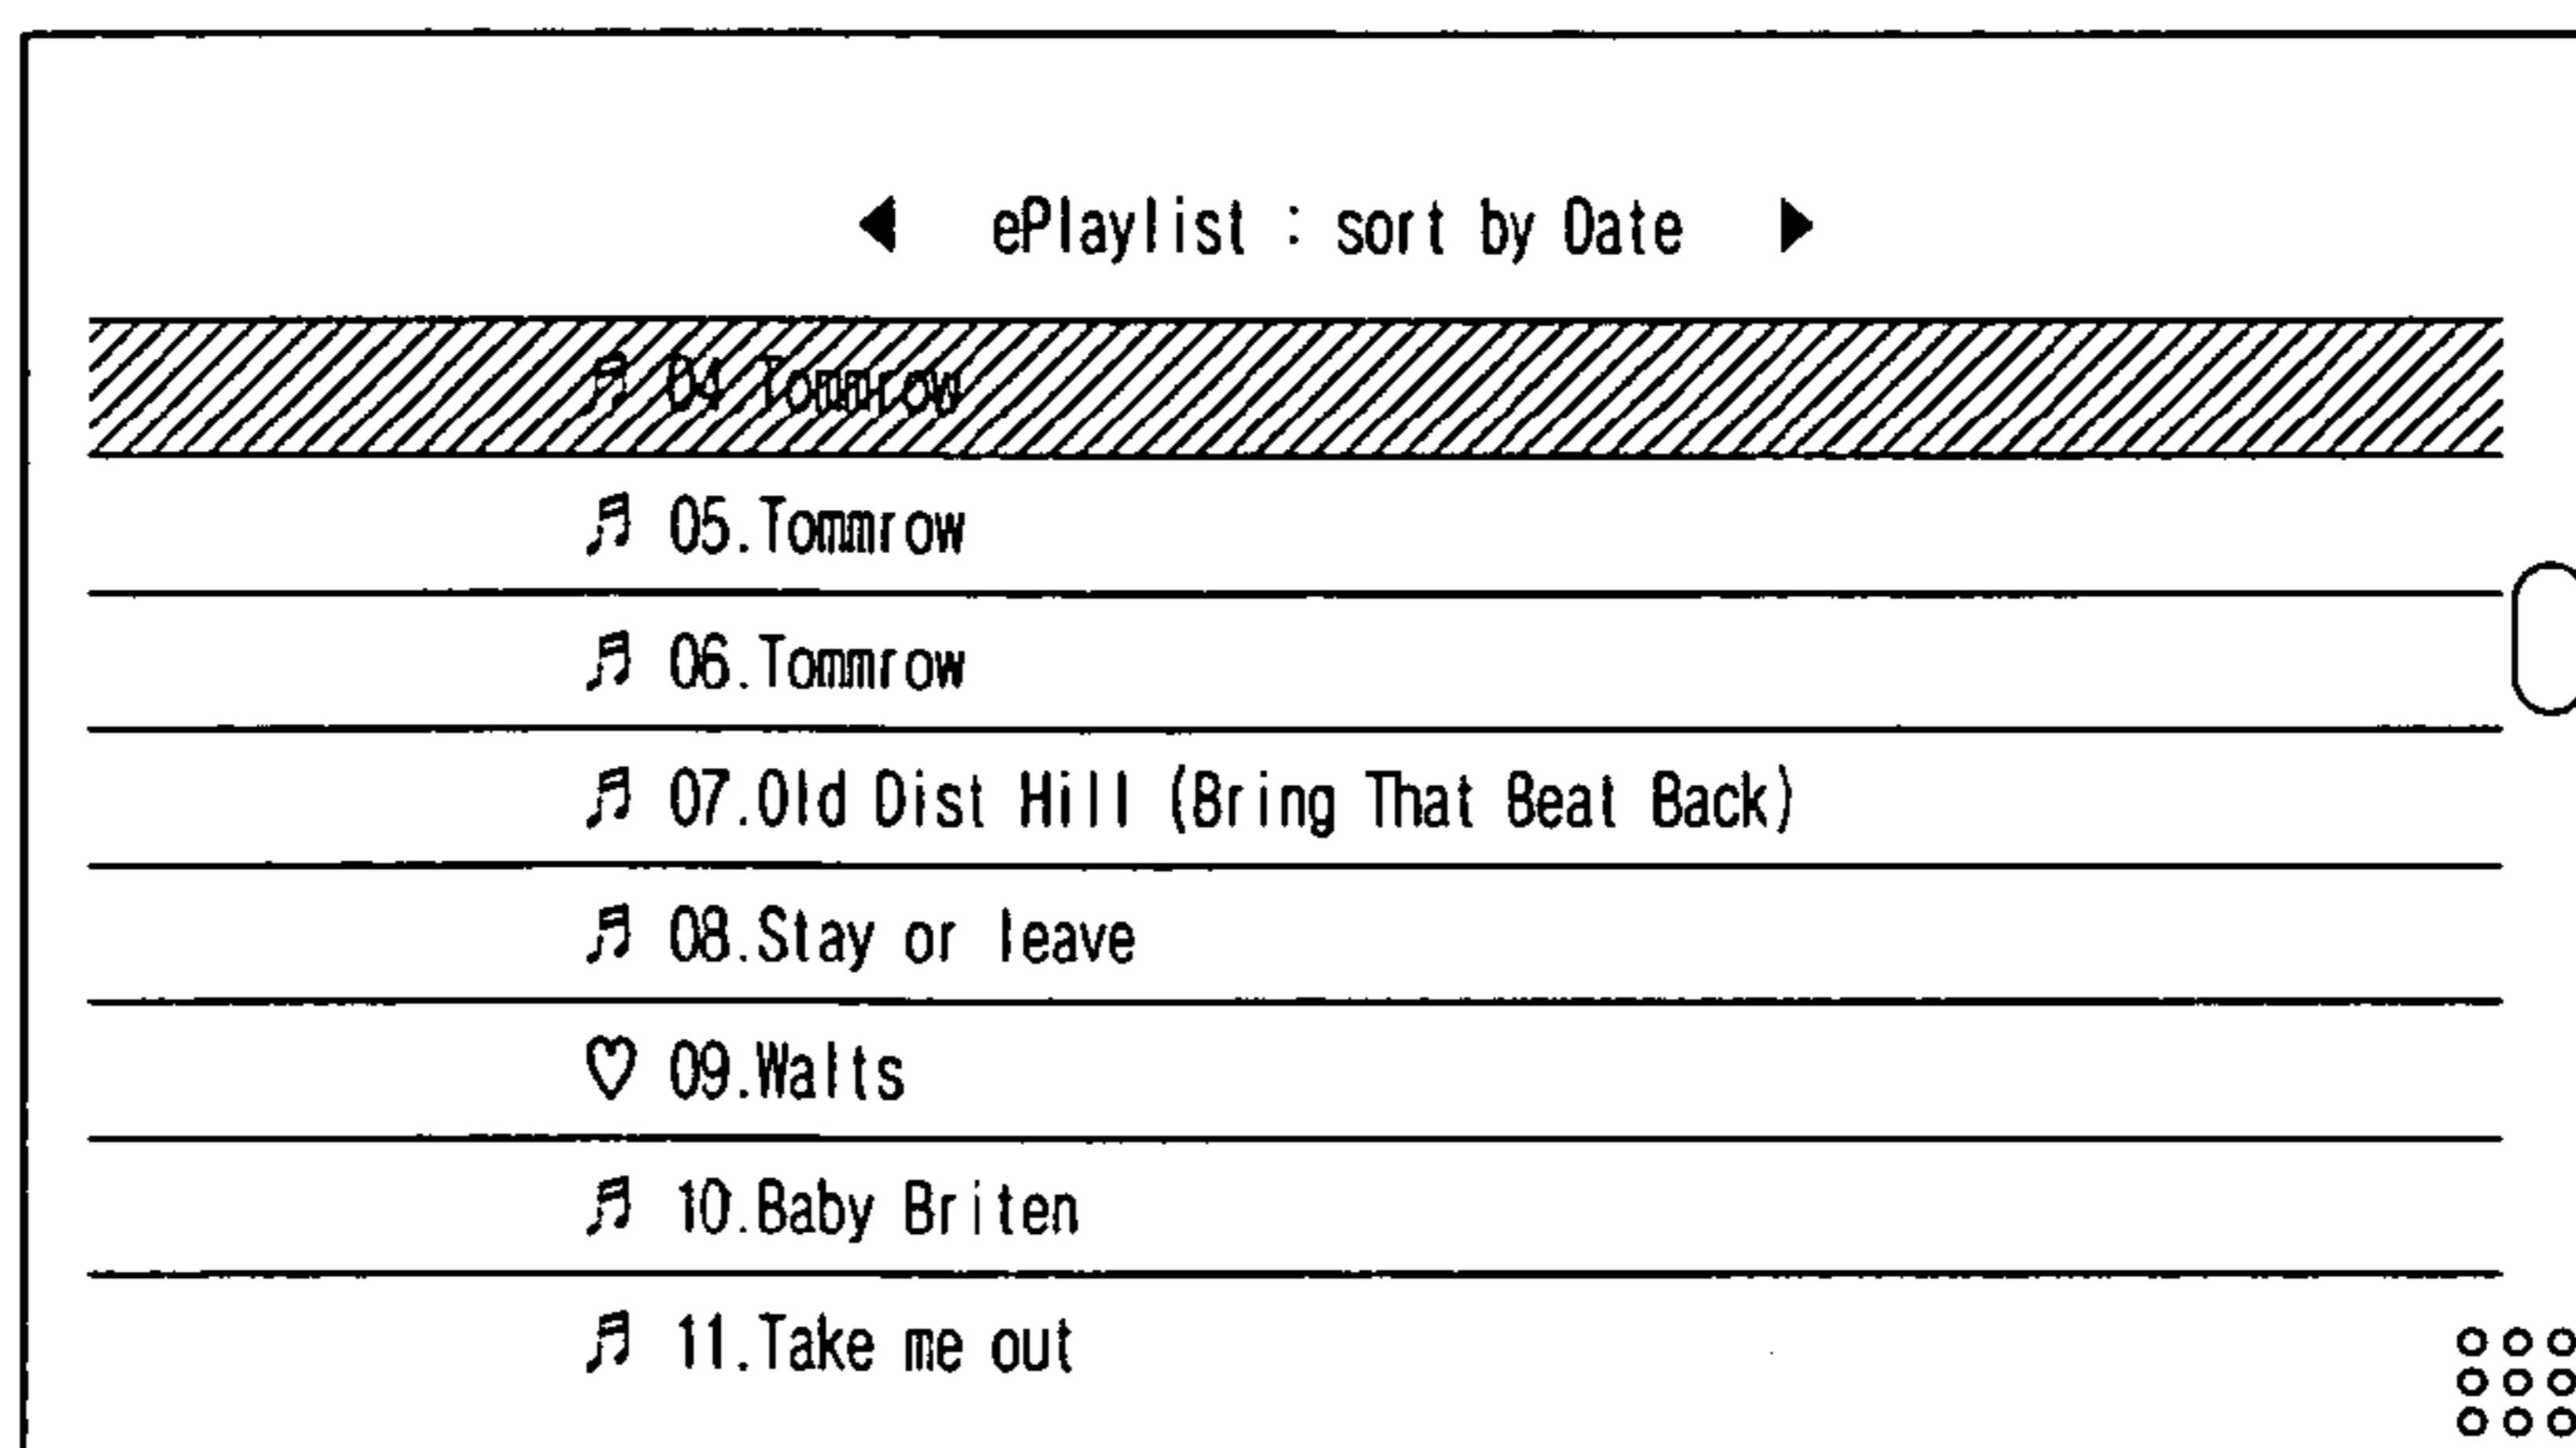 ◀ ePlaylist : sort by Date ▶
♬ 04 Tommrow
♬ 05.Tommrow
♬ 06.Tommrow
♬ 07.Old Dist Hill (Bring That Beat Back)
♬ 08.Stay or leave
♡ 09.Walts
♬ 10.Baby Briten
♬ 11.Take me out